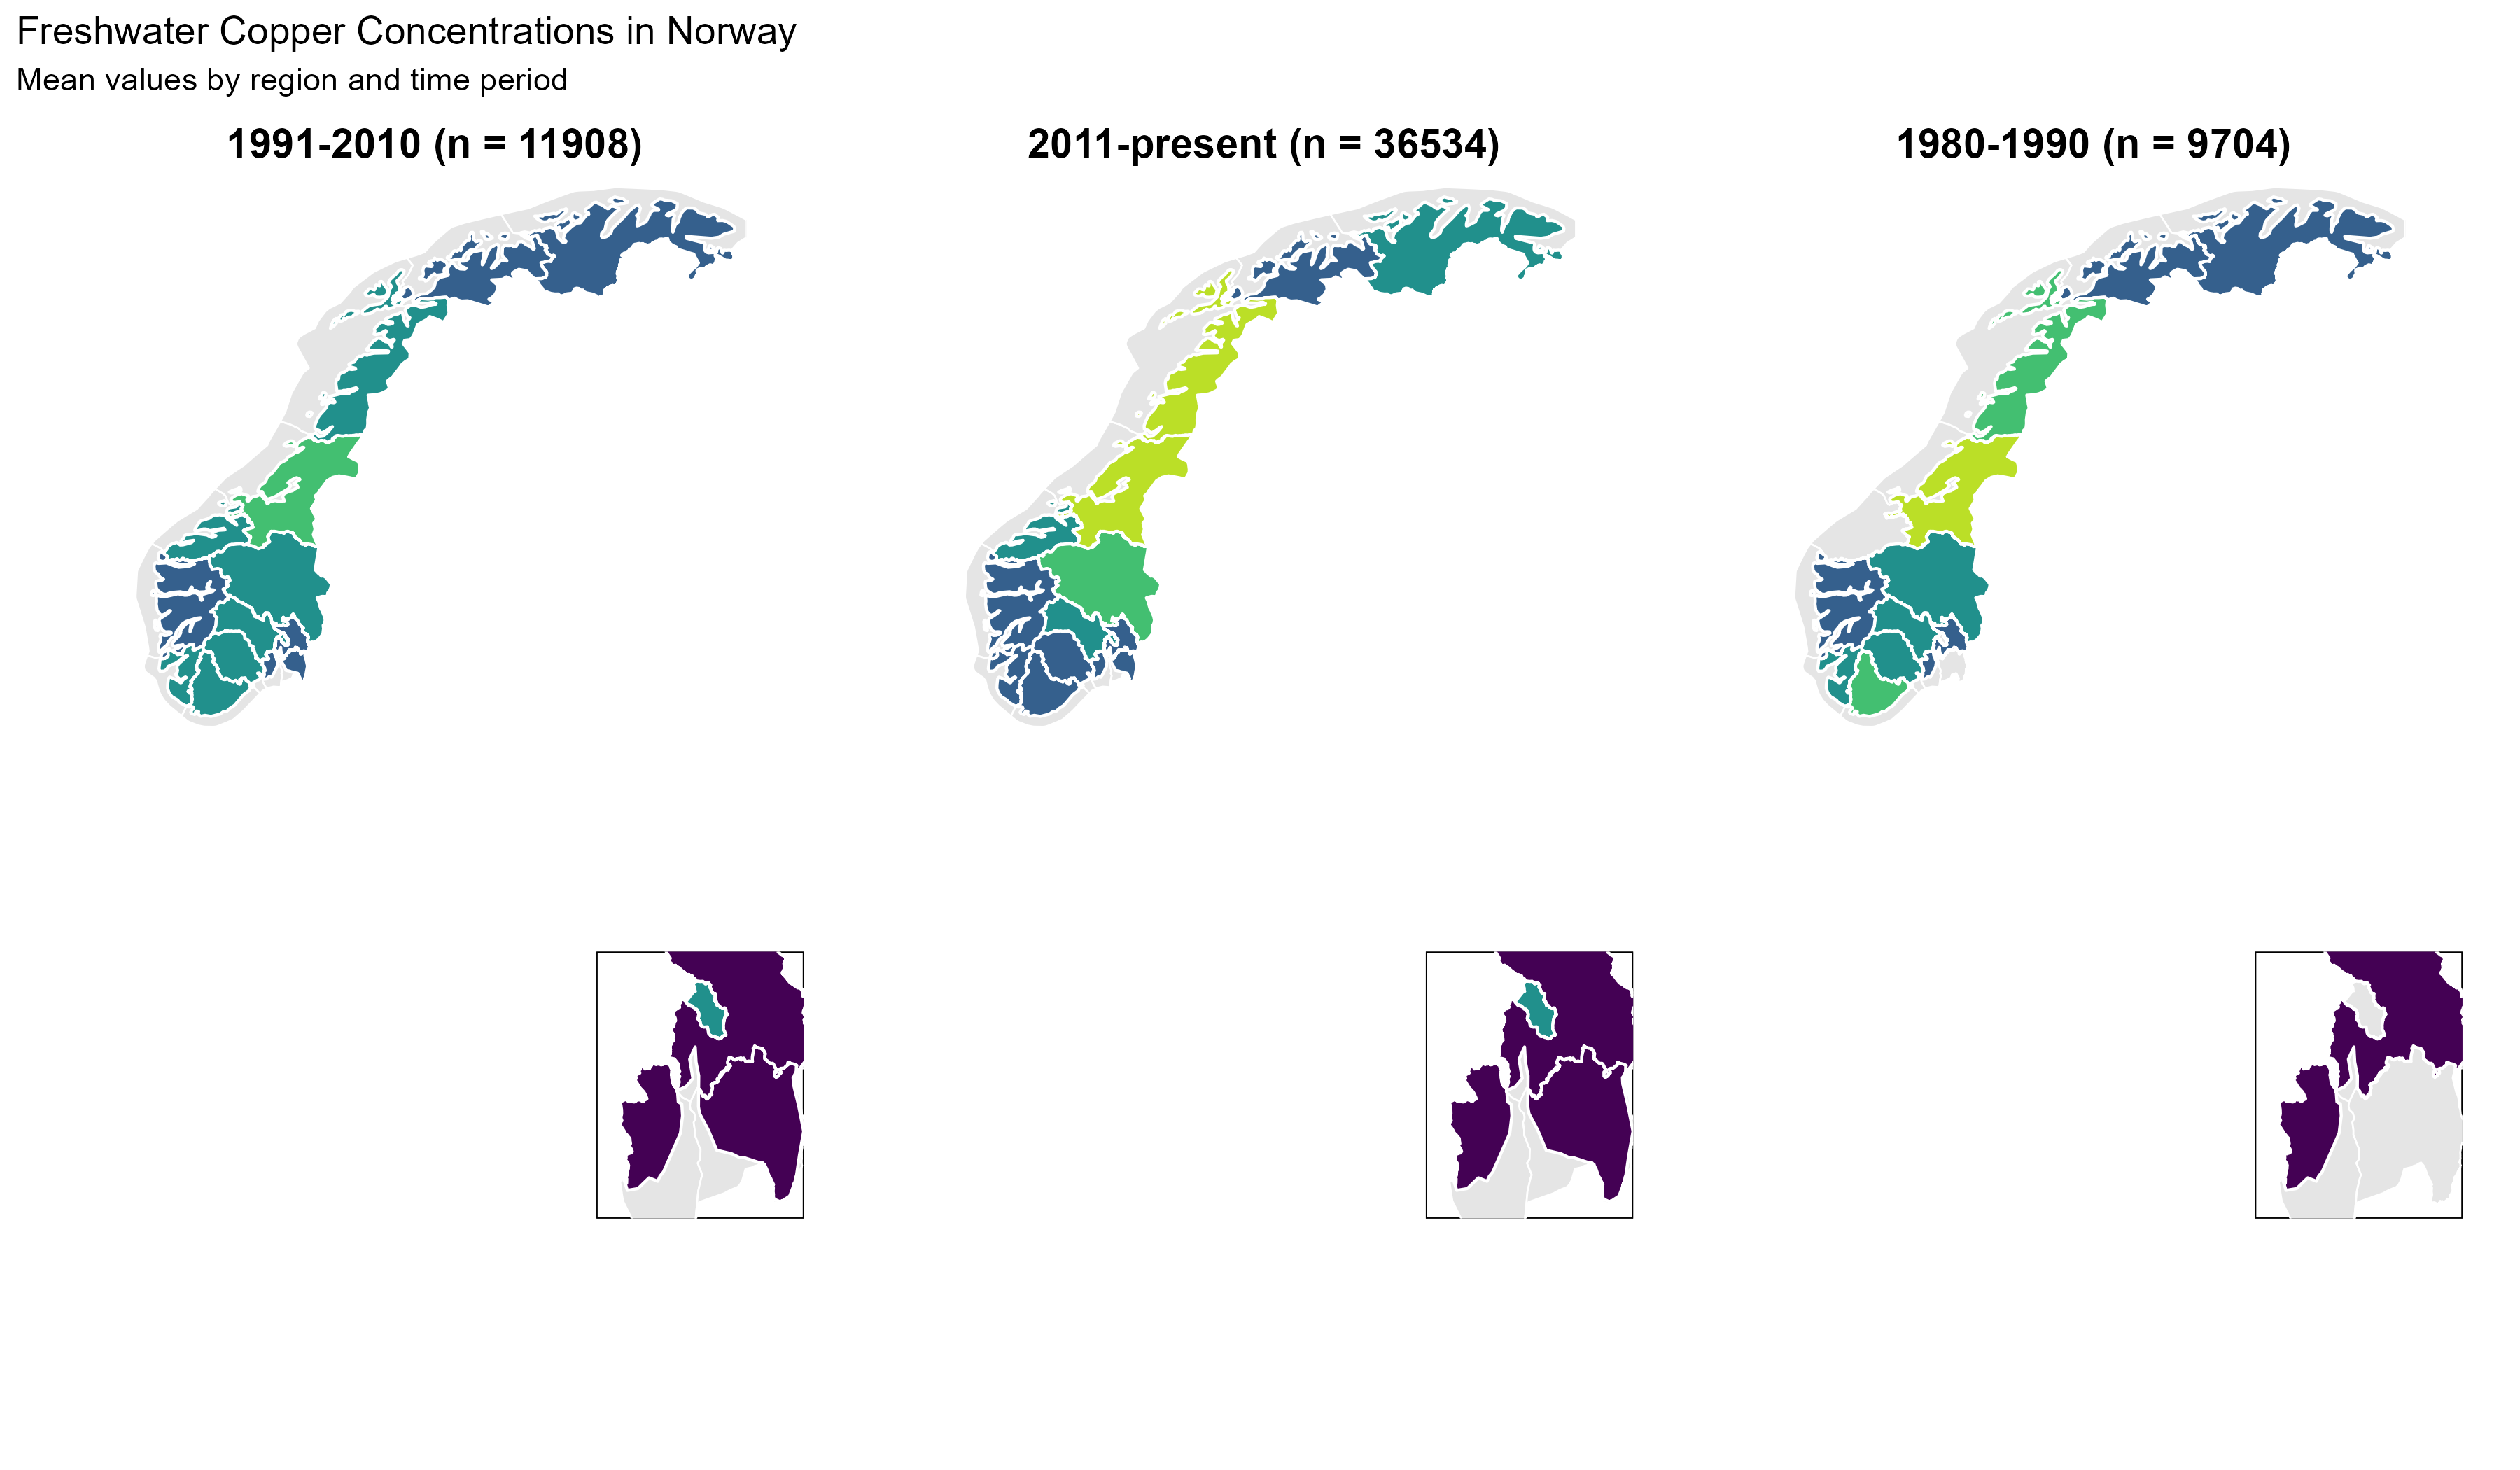 Freshwater Copper Concentrations in Norway
Mean values by region and time period
1991-2010 (n = 11908)
2011-present (n = 36534)
1980-1990 (n = 9704)